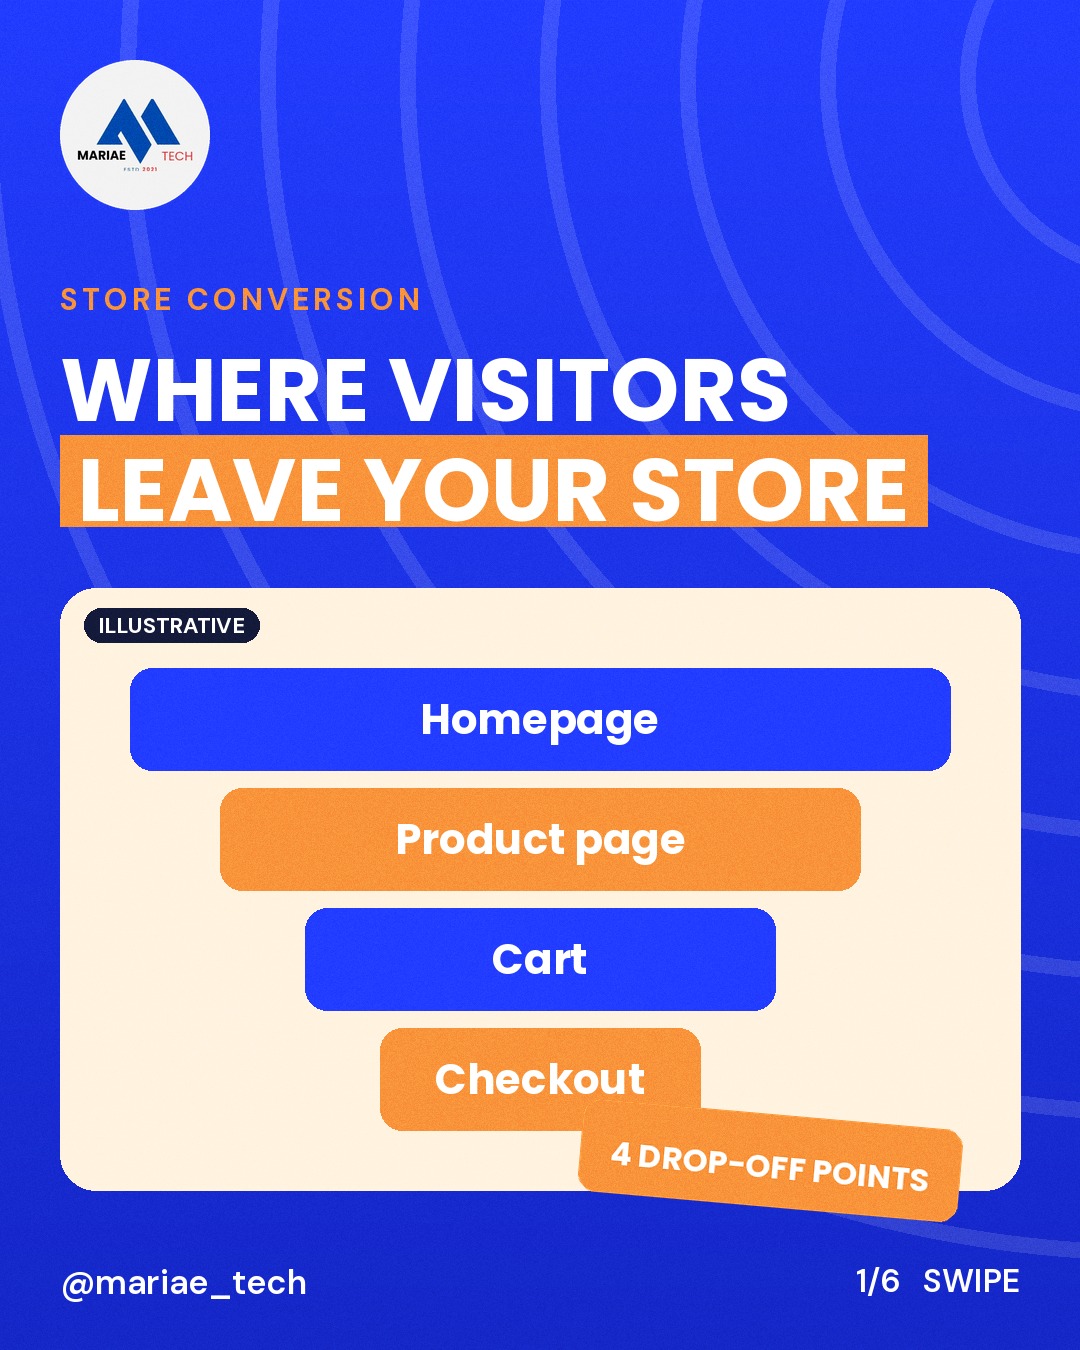 MARIAE TECH
ESTD 2021
STORE CONVERSION
WHERE VISITORS
LEAVE YOUR STORE
ILLUSTRATIVE
Homepage
Product page
Cart
Checkout
4 DROP-OFF POINTS
@mariae_tech
1/6 SWIPE